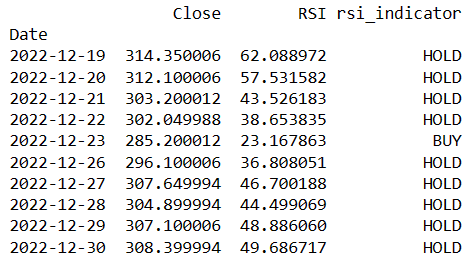 Close RSI rsi_indicator
Date
2022-12-19 314.350006 62.088972 HOLD
2022-12-20 312.100006 57.531582 HOLD
2022-12-21 303.200012 43.526183 HOLD
2022-12-22 302.049988 38.653835 HOLD
2022-12-23 285.200012 23.167863 BUY
2022-12-26 296.100006 36.808051 HOLD
2022-12-27 307.649994 46.700188 HOLD
2022-12-28 304.899994 44.499069 HOLD
2022-12-29 307.100006 48.886060 HOLD
2022-12-30 308.399994 49.686717 HOLD